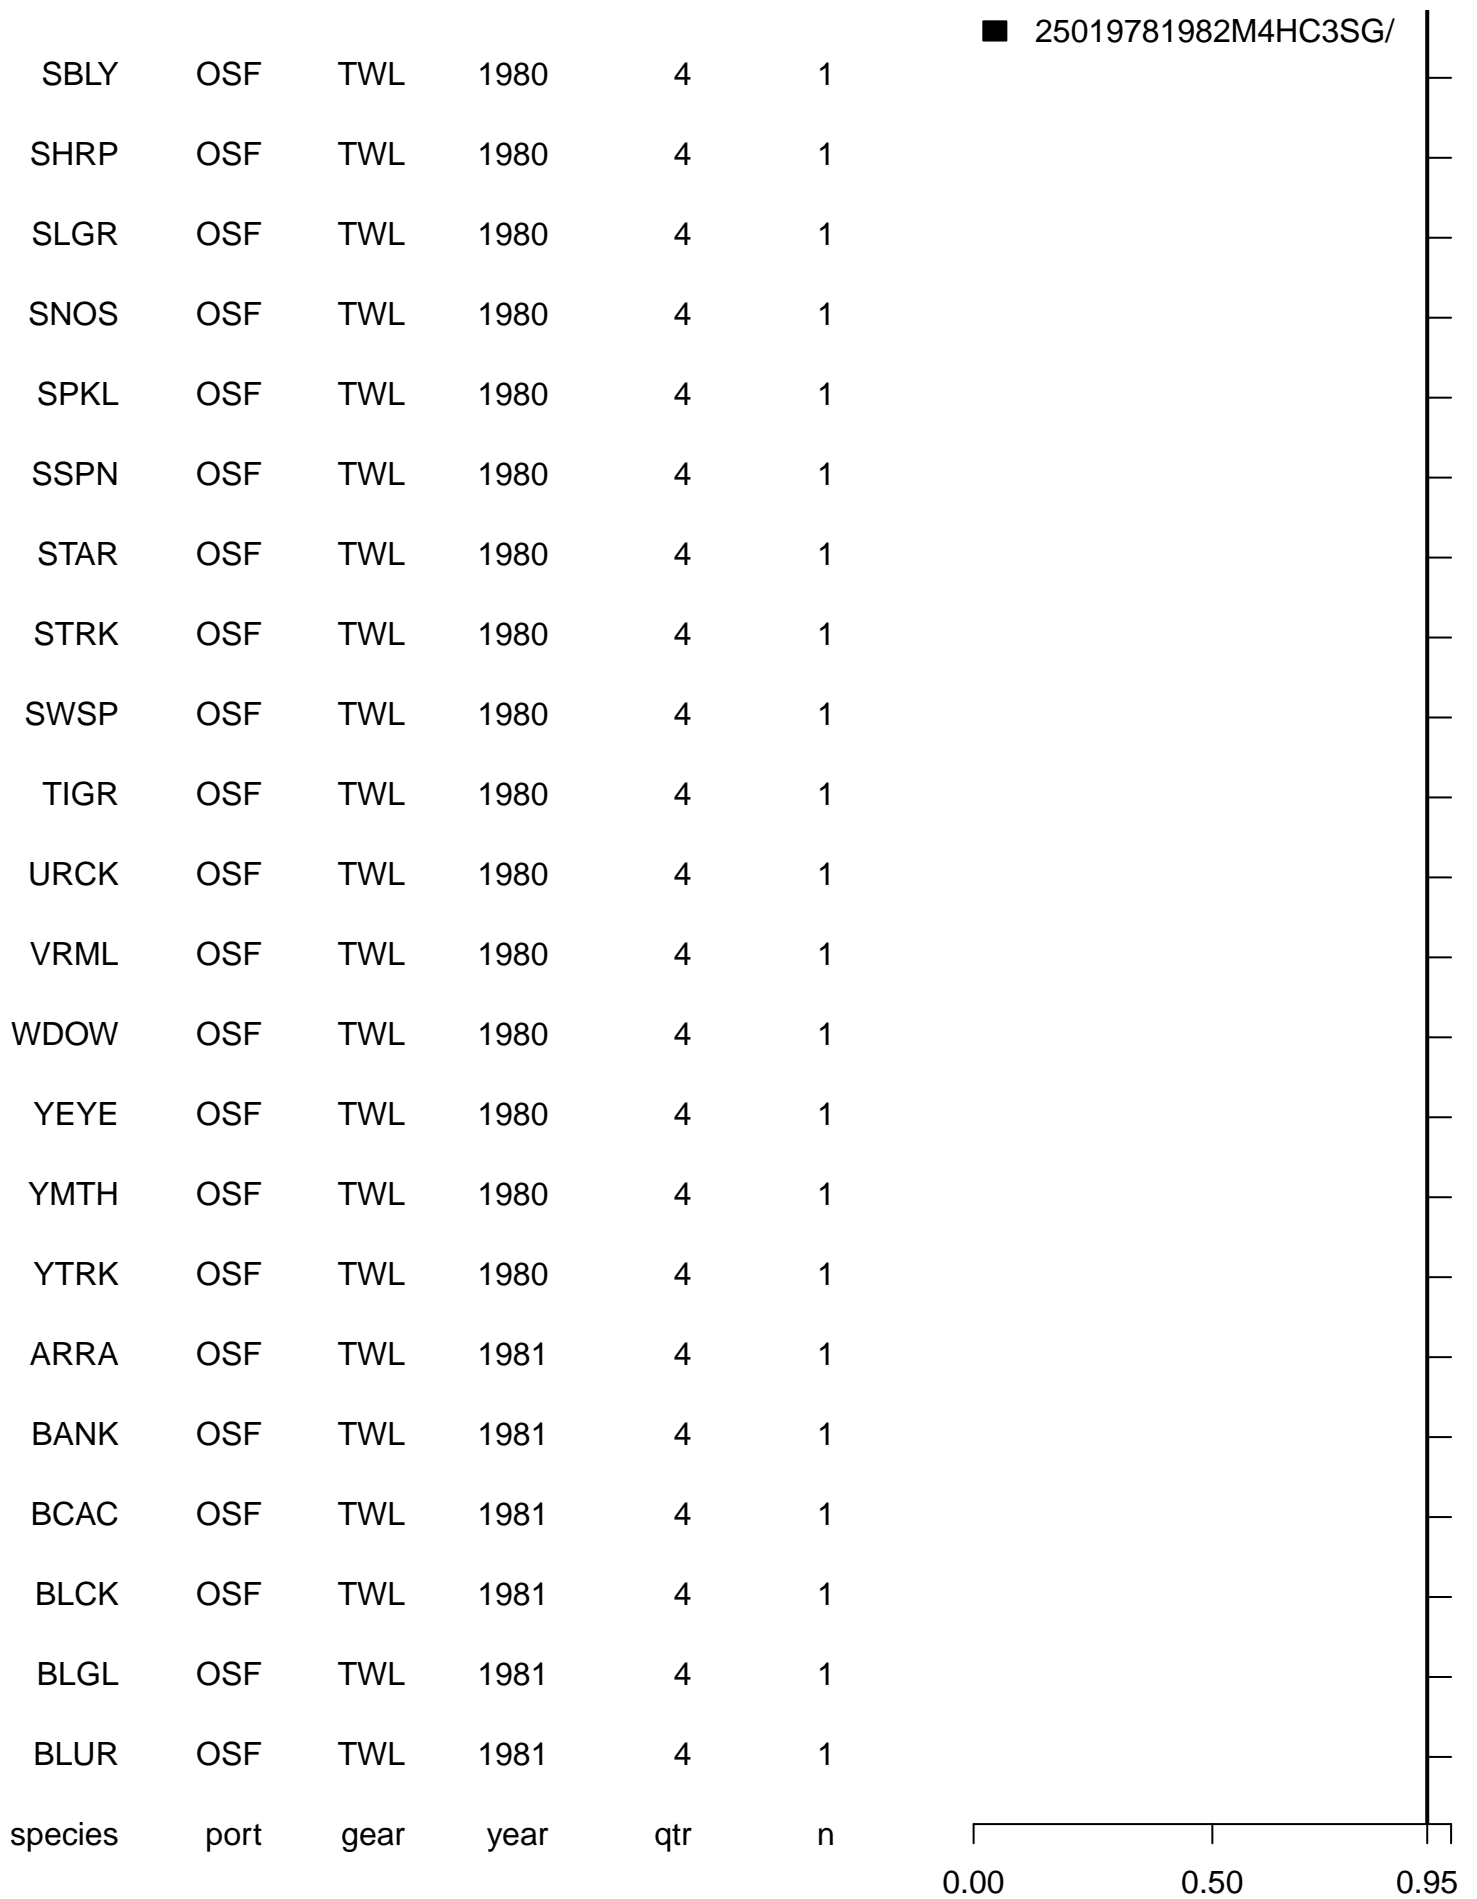 25019781982M4HC3SG/
SBLY OSF TWL 1980 4 1
SHRP OSF TWL 1980 4 1
SLGR OSF TWL 1980 4 1
SNOS OSF TWL 1980 4 1
SPKL OSF TWL 1980 4 1
SSPN OSF TWL 1980 4 1
STAR OSF TWL 1980 4 1
STRK OSF TWL 1980 4 1
SWSP OSF TWL 1980 4 1
TIGR OSF TWL 1980 4 1
URCK OSF TWL 1980 4 1
VRML OSF TWL 1980 4 1
WDOW OSF TWL 1980 4 1
YEYE OSF TWL 1980 4 1
YMTH OSF TWL 1980 4 1
YTRK OSF TWL 1980 4 1
ARRA OSF TWL 1981 4 1
BANK OSF TWL 1981 4 1
BCAC OSF TWL 1981 4 1
BLCK OSF TWL 1981 4 1
BLGL OSF TWL 1981 4 1
BLUR OSF TWL 1981 4 1
species port gear year qtr n
0.00 0.50 0.95